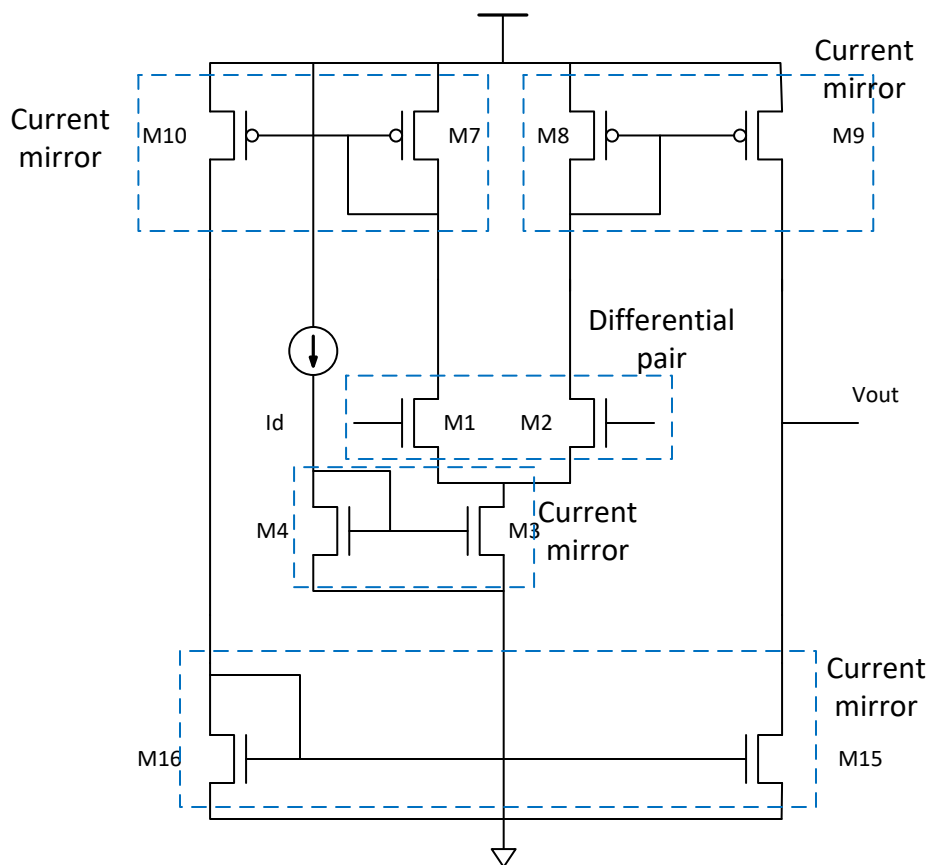 Current
mirror
Current
mirror
M10
M7
M8
M9
Differential
pair
Vout
Id
M1
M2
M4
M3
Current
mirror
Current
mirror
M16
M15